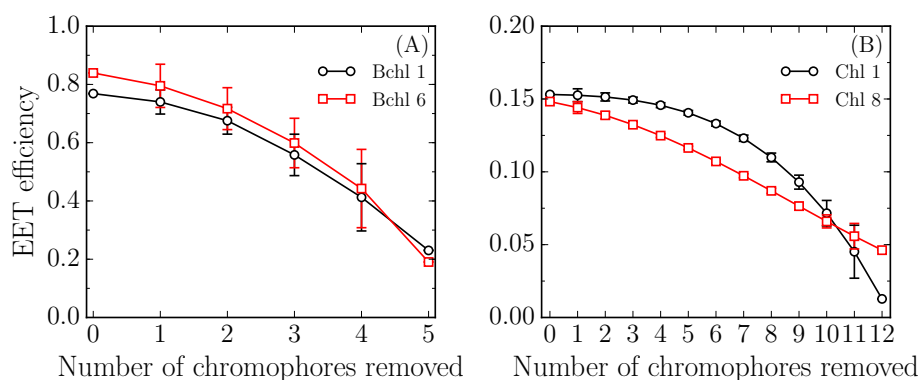 EET efficiency
1.0
0.8
0.6
0.4
0.2
0.0
(A)
Bchl 1
Bchl 6
0 1 2 3 4 5
Number of chromophores removed
0.20
0.15
0.10
0.05
0.00
(B)
Chl 1
Chl 8
0 1 2 3 4 5 6 7 8 9 10 11 12
Number of chromophores removed